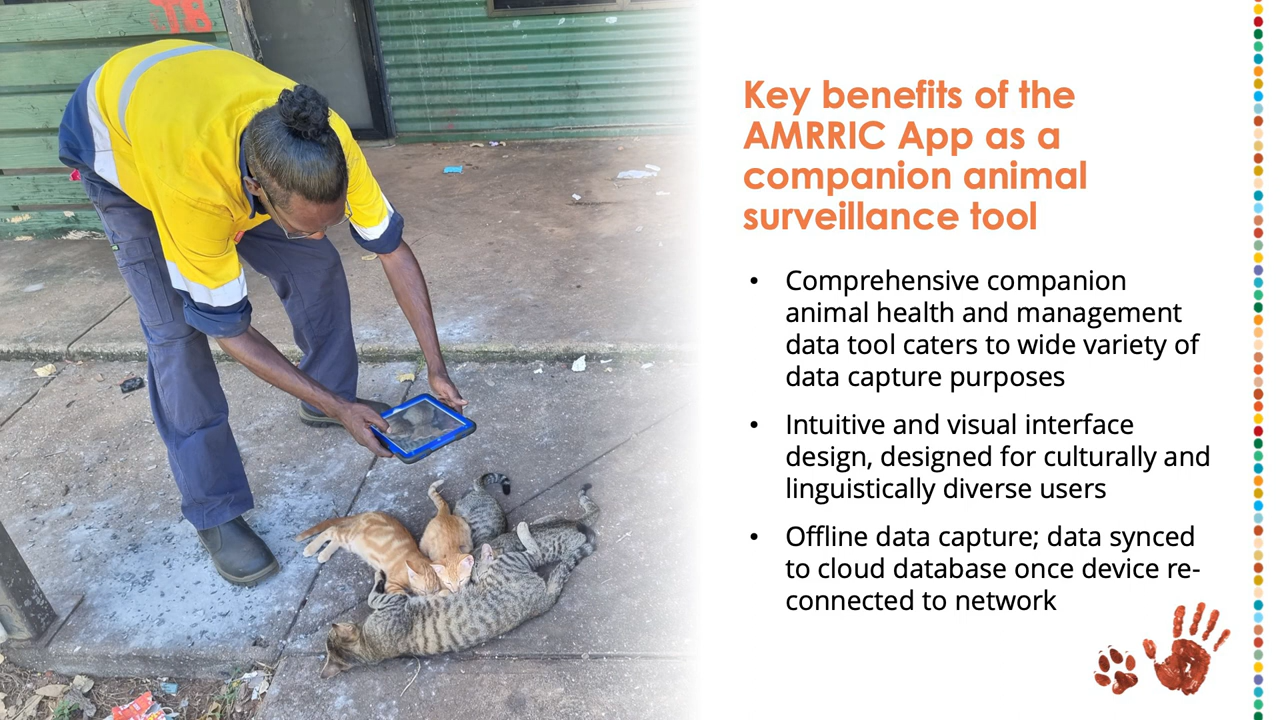 Key benefits of the
AMRRIC App as a
companion animal
surveillance tool
• Comprehensive companion
animal health and management
data tool caters to wide variety of
data capture purposes
• Intuitive and visual interface
design, designed for culturally and
linguistically diverse users
• Offline data capture; data synced
to cloud database once device re-
connected to network